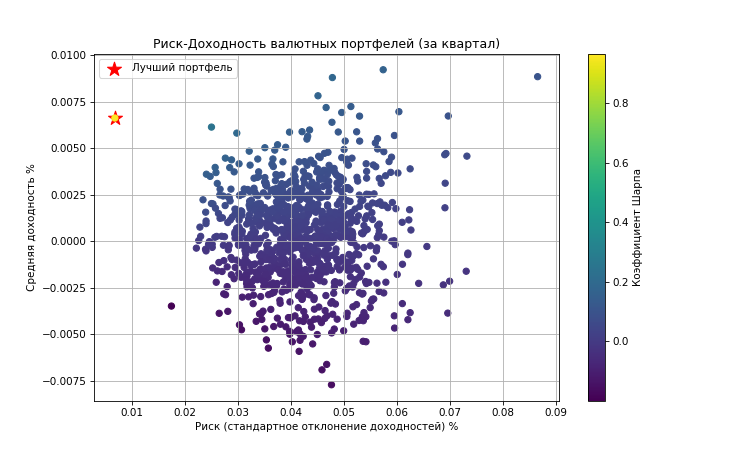 Риск-Доходность валютных портфелей (за квартал)
Лучший портфель
0.0100
0.0075
0.0050
0.0025
0.0000
−0.0025
−0.0050
−0.0075
Средняя доходность %
0.01 0.02 0.03 0.04 0.05 0.06 0.07 0.08 0.09
Риск (стандартное отклонение доходностей) %
0.8
0.6
0.4
0.2
0.0
Коэффициент Шарпа